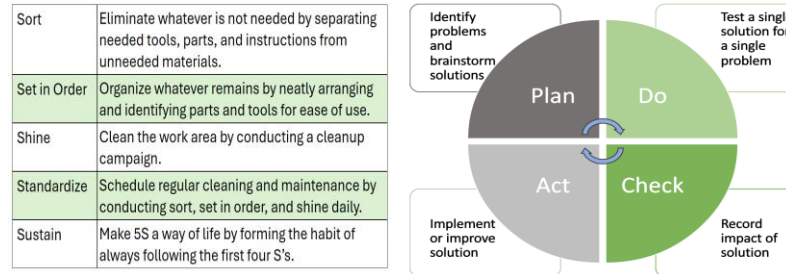 Sort Eliminate whatever is not needed by separating
needed tools, parts, and instructions from
unneeded materials.
Set in Order Organize whatever remains by neatly arranging
and identifying parts and tools for ease of use.
Shine Clean the work area by conducting a cleanup
campaign.
Standardize Schedule regular cleaning and maintenance by
conducting sort, set in order, and shine daily.
Sustain Make 5S a way of life by forming the habit of
always following the first four S's.
Identify
problems
and
brainstorm
solutions
Plan
Do
Test a single
solution for
a single
problem
Act
Implement
or improve
solution
Check
Record
impact of
solution